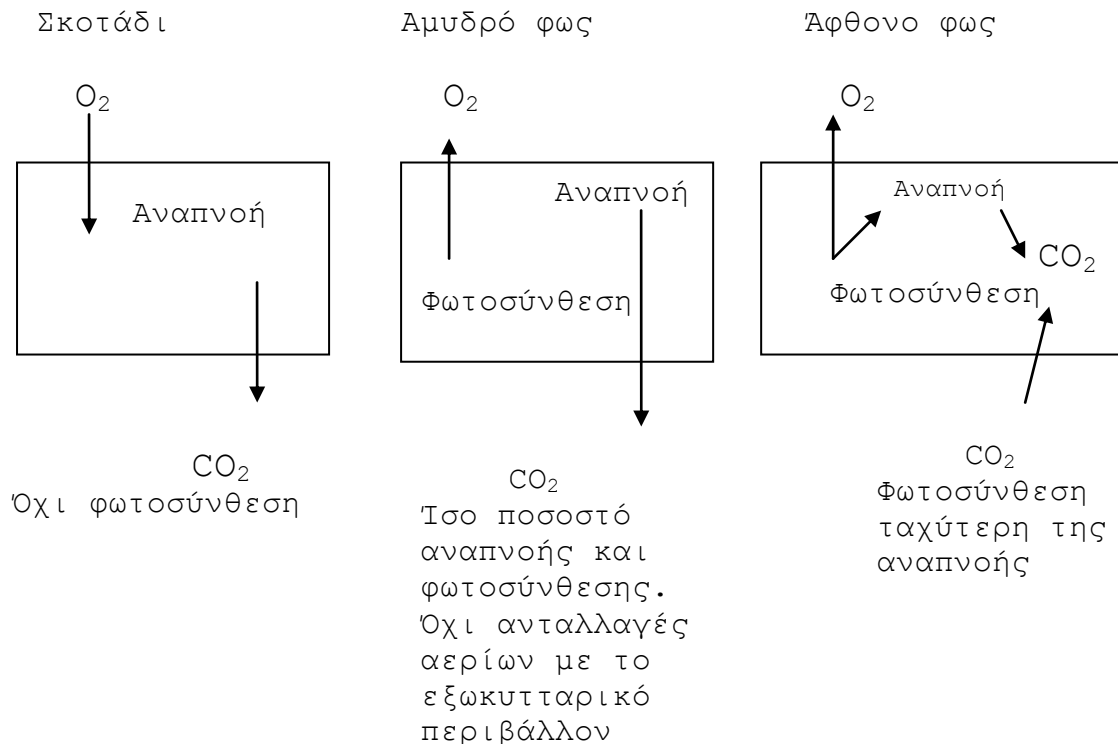 Σκοτάδι
O₂
Αναπνοή
CO₂
Όχι φωτοσύνθεση
Αμυδρό φως
O₂
Αναπνοή
Φωτοσύνθεση
CO₂
Ίσο ποσοστό
αναπνοής και
φωτοσύνθεσης.
Όχι ανταλλαγές
αερίων με το
εξωκυτταρικό
περιβάλλον
Άφθονο φως
O₂
Αναπνοή
CO₂
Φωτοσύνθεση
CO₂
Φωτοσύνθεση
ταχύτερη της
αναπνοής